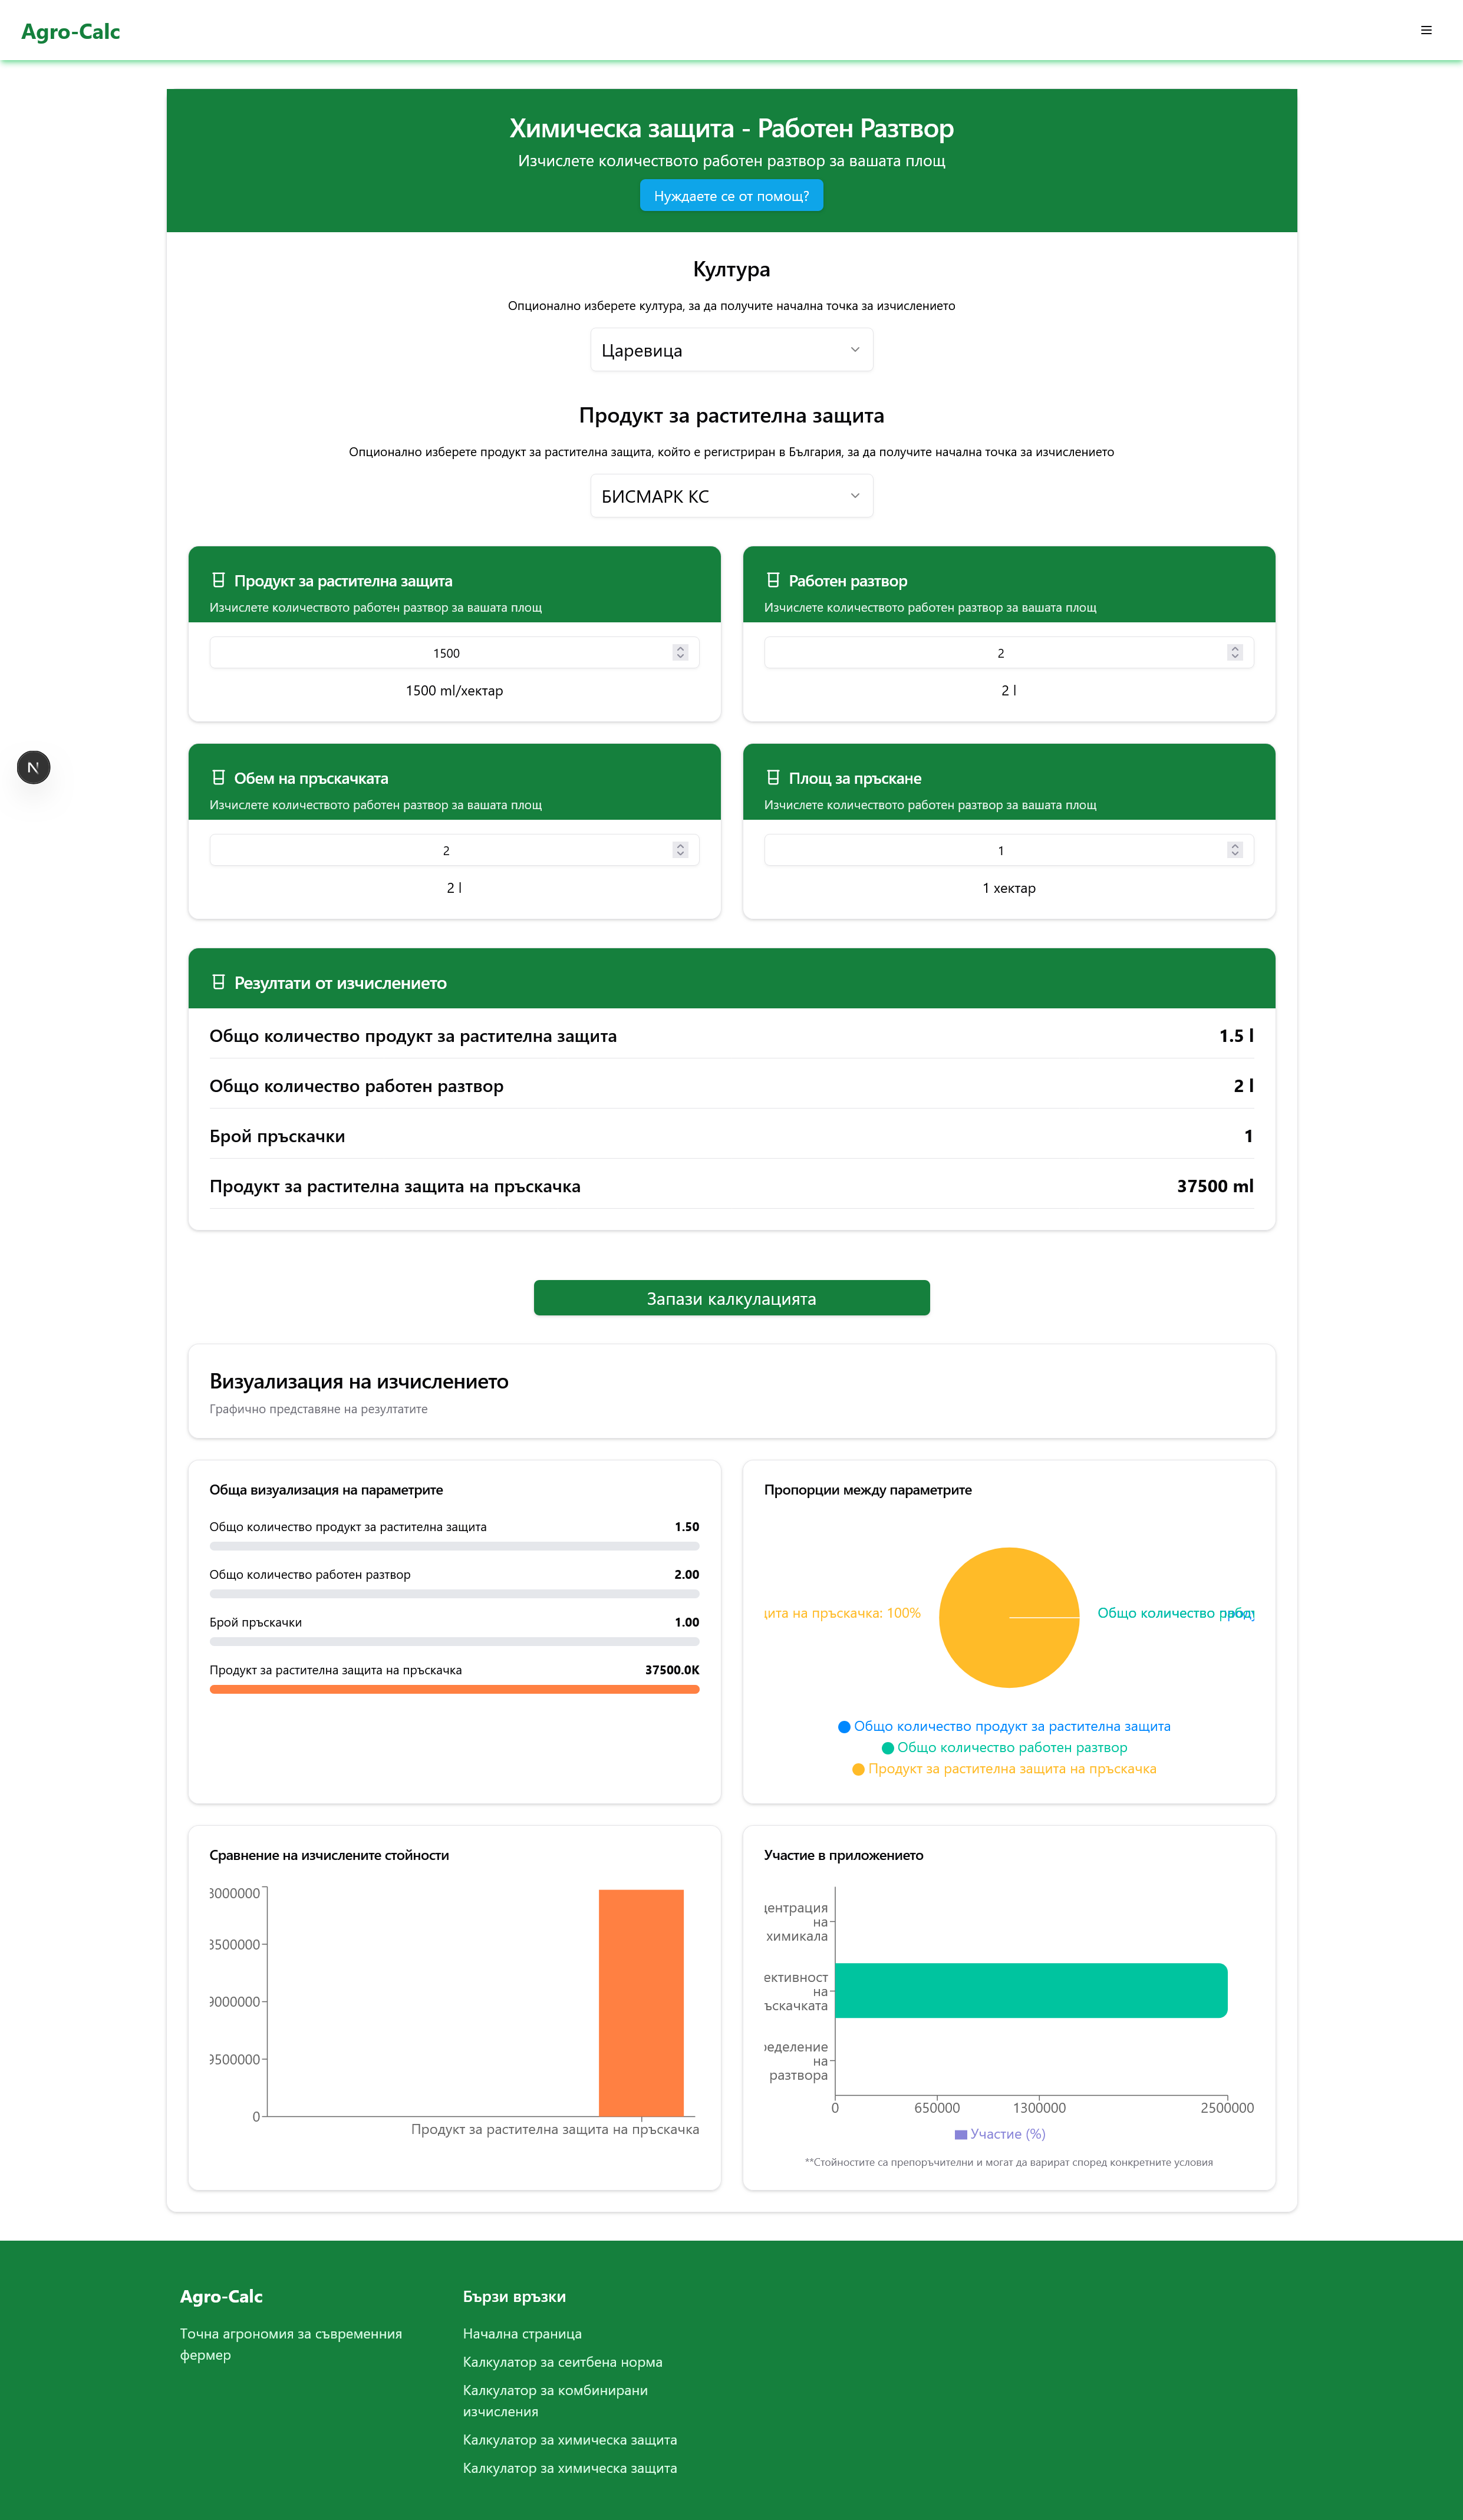 Agro-Calc
Химическа защита - Работен Разтвор
Изчислете количеството работен разтвор за вашата площ
Нуждаете се от помощ?
Култура
Опционално изберете култура, за да получите начална точка за изчислението
Царевица
Продукт за растителна защита
Опционално изберете продукт за растителна защита, който е регистриран в България, за да получите начална точка за изчислението
БИСМАРК КС
Продукт за растителна защита
Изчислете количеството работен разтвор за вашата площ
1500
1500 ml/хектар
Работен разтвор
Изчислете количеството работен разтвор за вашата площ
2
2 l
Обем на пръскачката
Изчислете количеството работен разтвор за вашата площ
2
2 l
Площ за пръскане
Изчислете количеството работен разтвор за вашата площ
1
1 хектар
N
Резултати от изчислението
Общо количество продукт за растителна защита 1.5 l
Общо количество работен разтвор 2 l
Брой пръскачки 1
Продукт за растителна защита на пръскачка 37500 ml
Запази калкулацията
Визуализация на изчислението
Графично представяне на резултатите
Обща визуализация на параметрите
Общо количество продукт за растителна защита 1.50
Общо количество работен разтвор 2.00
Брой пръскачки 1.00
Продукт за растителна защита на пръскачка 37500.0K
Пропорции между параметрите
на пръскачка: 100%
Общо количество
Общо количество продукт за растителна защита
Общо количество работен разтвор
Продукт за растителна защита на пръскачка
Сравнение на изчислените стойности
3000000
3500000
9000000
9500000
0
Продукт за растителна защита на пръскачка
Участие в приложението
центрация
на
химикала
ективност
на
ъскачката
ределение
на
разтвора
0 650000 1300000 2500000
Участие (%)
**Стойностите са препоръчителни и могат да варират според конкретните условия
Agro-Calc
Точна агрономия за съвременния
фермер
Бързи връзки
Начална страница
Калкулатор за сеитбена норма
Калкулатор за комбинирани
изчисления
Калкулатор за химическа защита
Калкулатор за химическа защита